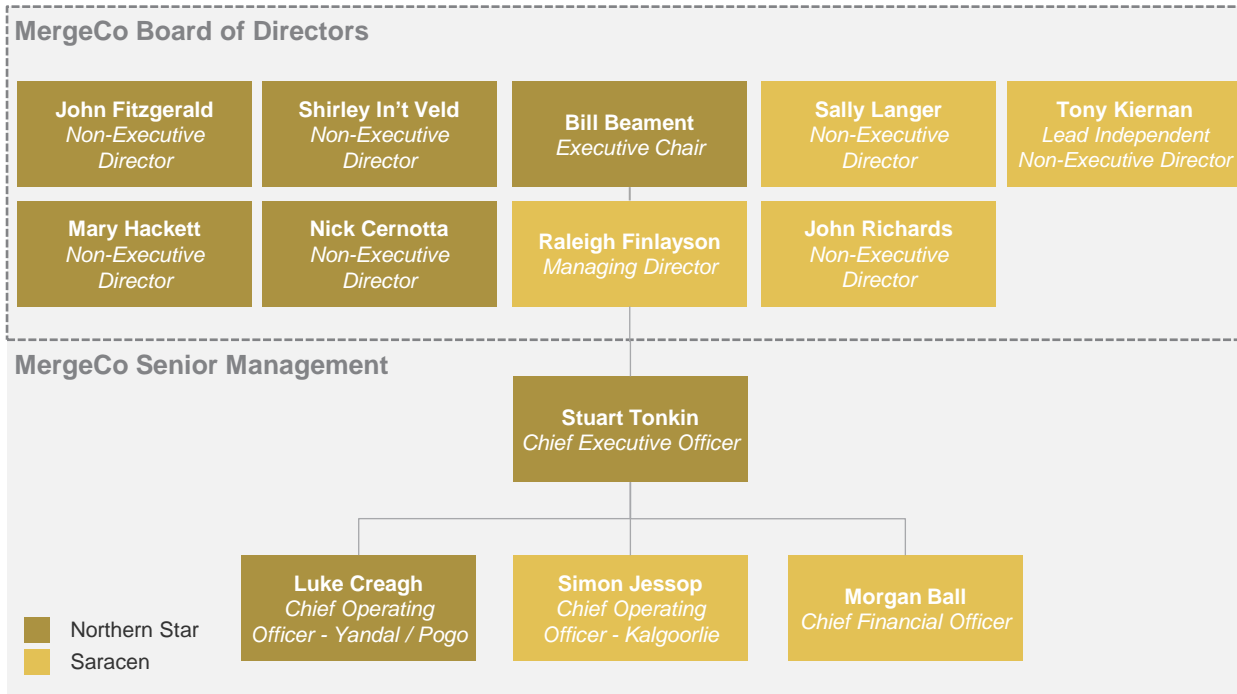 MergeCo Board of Directors
John Fitzgerald
Non-Executive
Director
Shirley In’t Veld
Non-Executive
Director
Bill Beament
Executive Chair
Sally Langer
Non-Executive
Director
Tony Kiernan
Lead Independent
Non-Executive Director
Mary Hackett
Non-Executive
Director
Nick Cernotta
Non-Executive
Director
Raleigh Finlayson
Managing Director
John Richards
Non-Executive
Director
MergeCo Senior Management
Stuart Tonkin
Chief Executive Officer
Luke Creagh
Chief Operating
Officer - Yandal / Pogo
Simon Jessop
Chief Operating
Officer - Kalgoorlie
Morgan Ball
Chief Financial Officer
Northern Star
Saracen